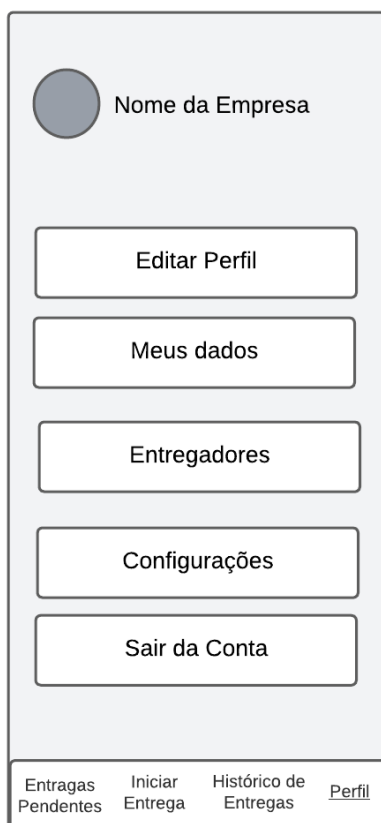 Nome da Empresa
Editar Perfil
Meus dados
Entregadores
Configurações
Sair da Conta
Entragas
Pendentes
Iniciar
Entrega
Histórico de
Entregas
Perfil